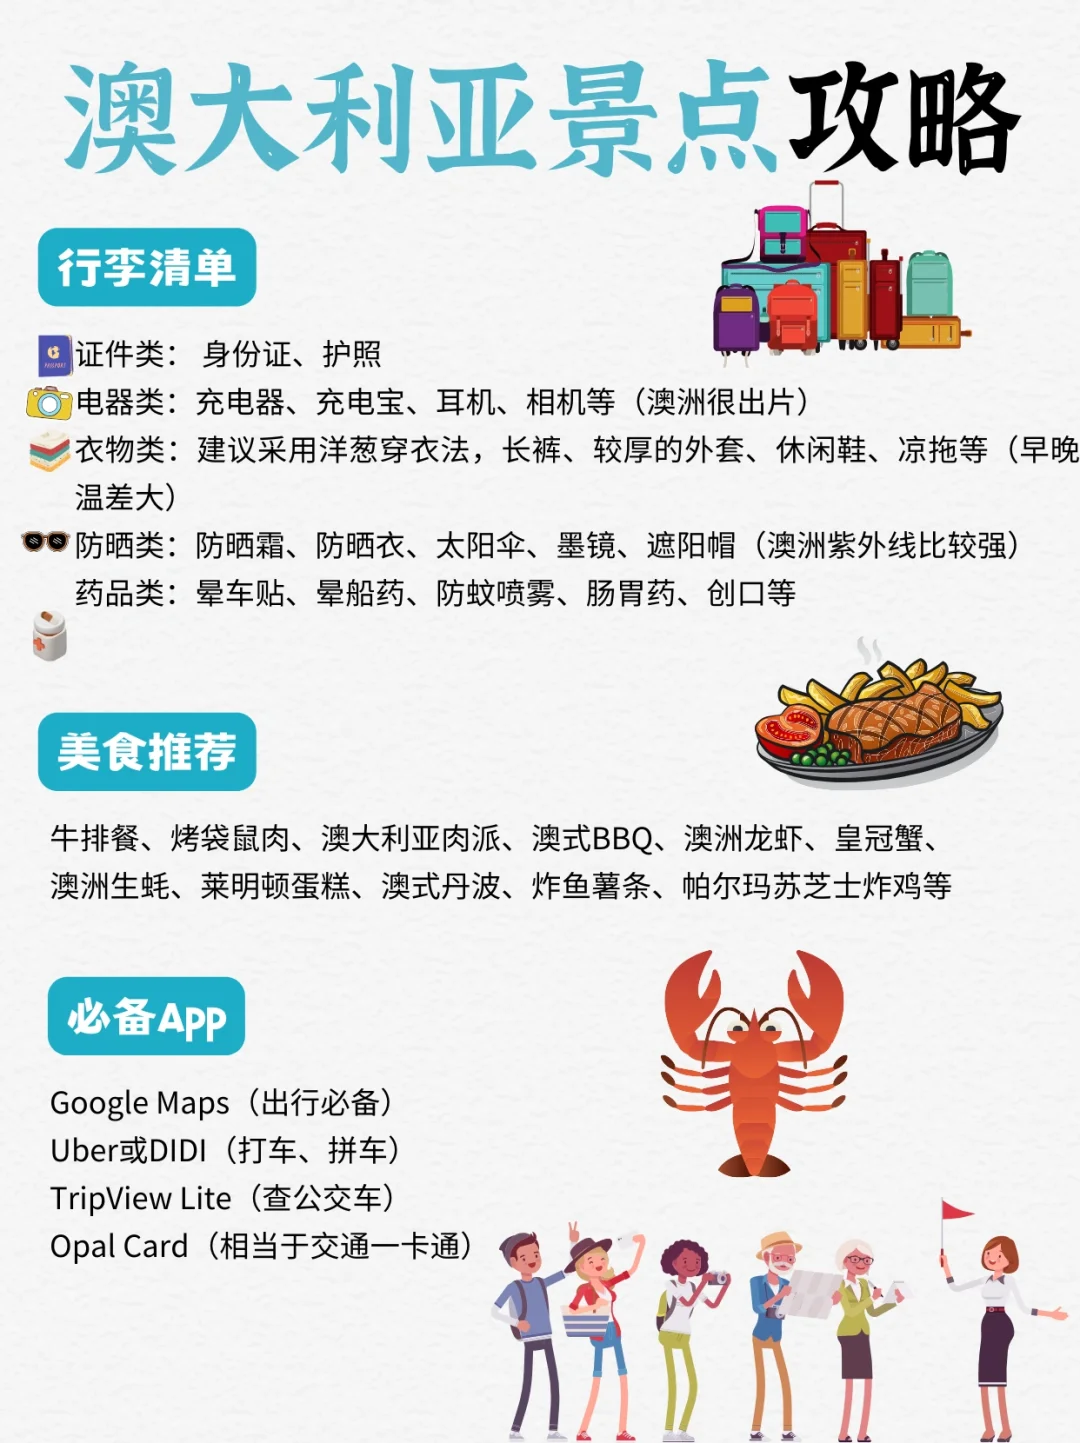 澳大利亚景点攻略
行李清单
证件类： 身份证、护照
电器类：充电器、充电宝、耳机、相机等（澳洲很出片）
衣物类：建议采用洋葱穿衣法，长裤、较厚的外套、休闲鞋、凉拖等（早晚
温差大）
防晒类：防晒霜、防晒衣、太阳伞、墨镜、遮阳帽（澳洲紫外线比较强）
药品类：晕车贴、晕船药、防蚊喷雾、肠胃药、创口等
美食推荐
牛排餐、烤袋鼠肉、澳大利亚肉派、澳式BBQ、澳洲龙虾、皇冠蟹、
澳洲生蚝、莱明顿蛋糕、澳式丹波、炸鱼薯条、帕尔玛苏芝士炸鸡等
必备App
Google Maps（出行必备）
Uber或DIDI（打车、拼车）
TripView Lite（查公交车）
Opal Card（相当于交通一卡通）
PASSPORT